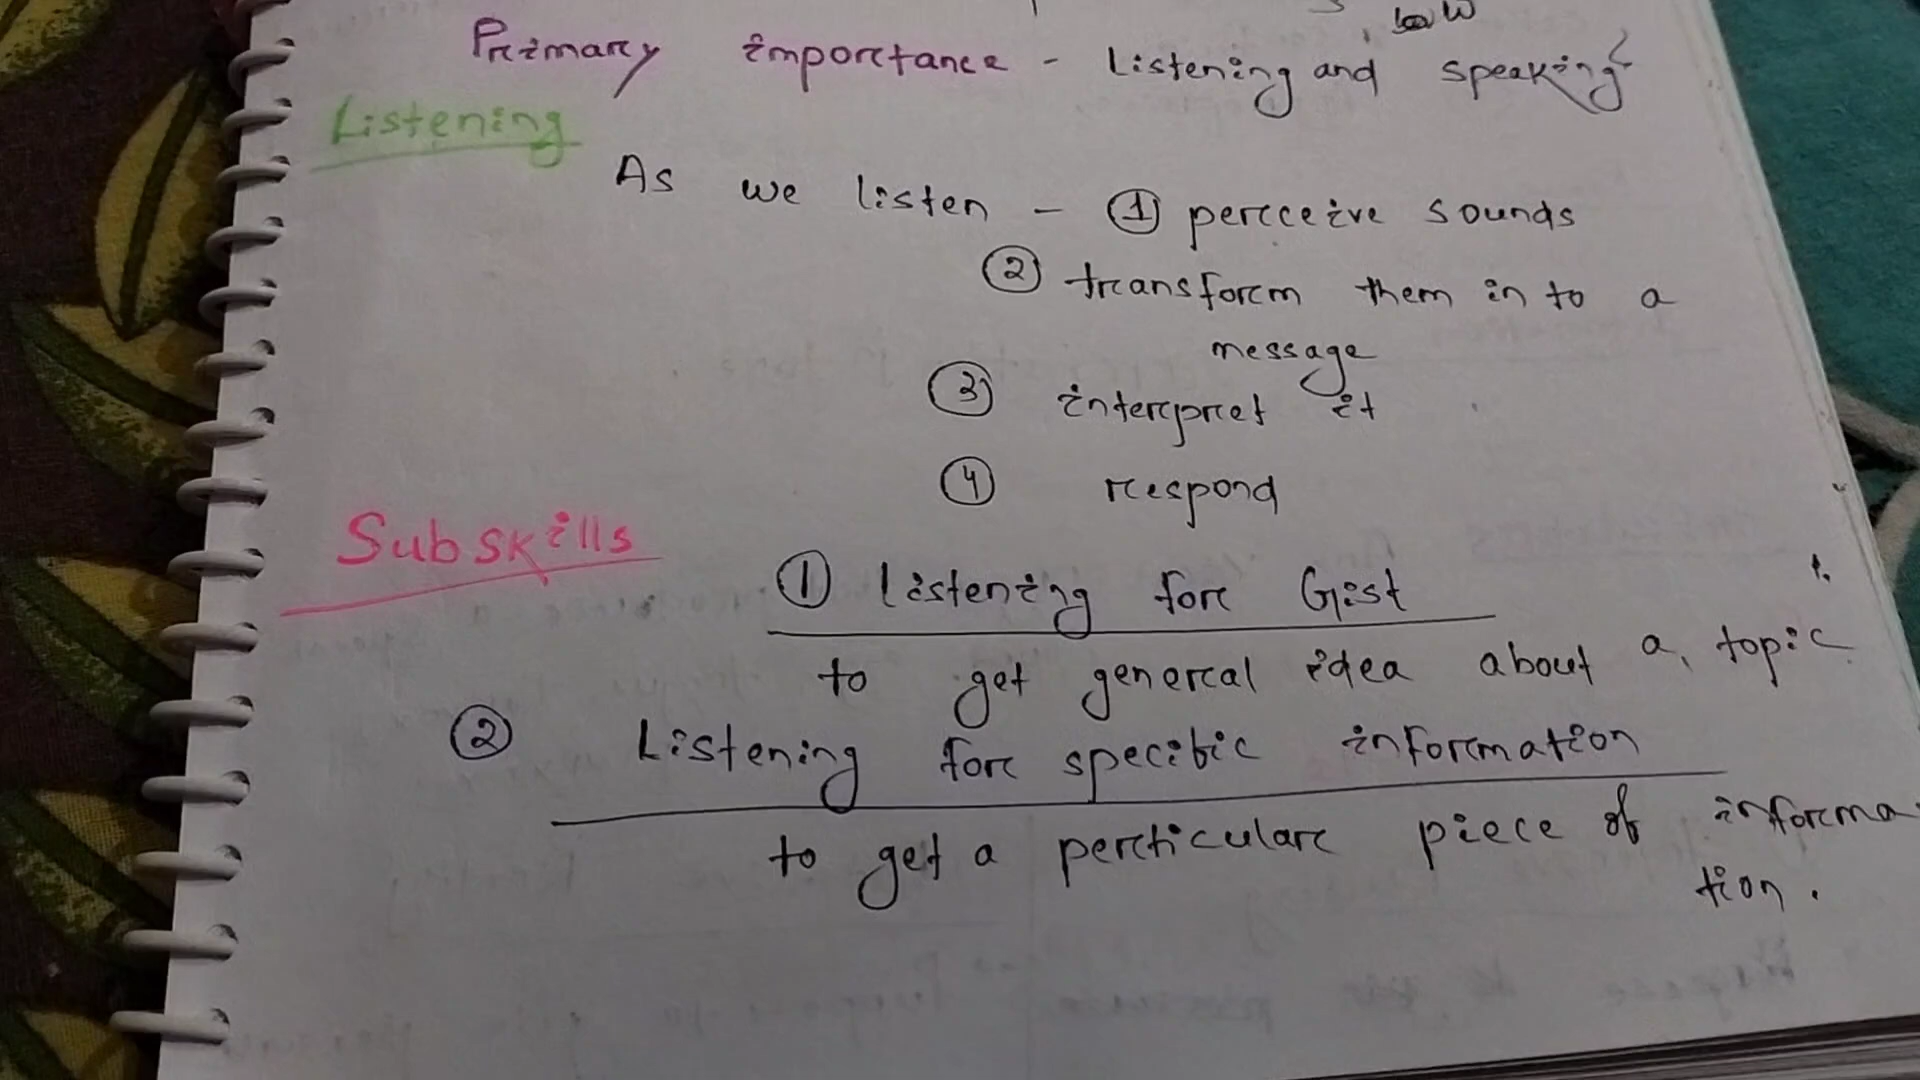 law
Primary importance - Listening and speaking
Listening
As we listen - ① perceive sounds
② transform them in to a
message
③ interpret it
④ respond
Subskills
① listening for Gist
to get general idea about a topic
② Listening for specific information
to get a perticular piece of informa
tion.